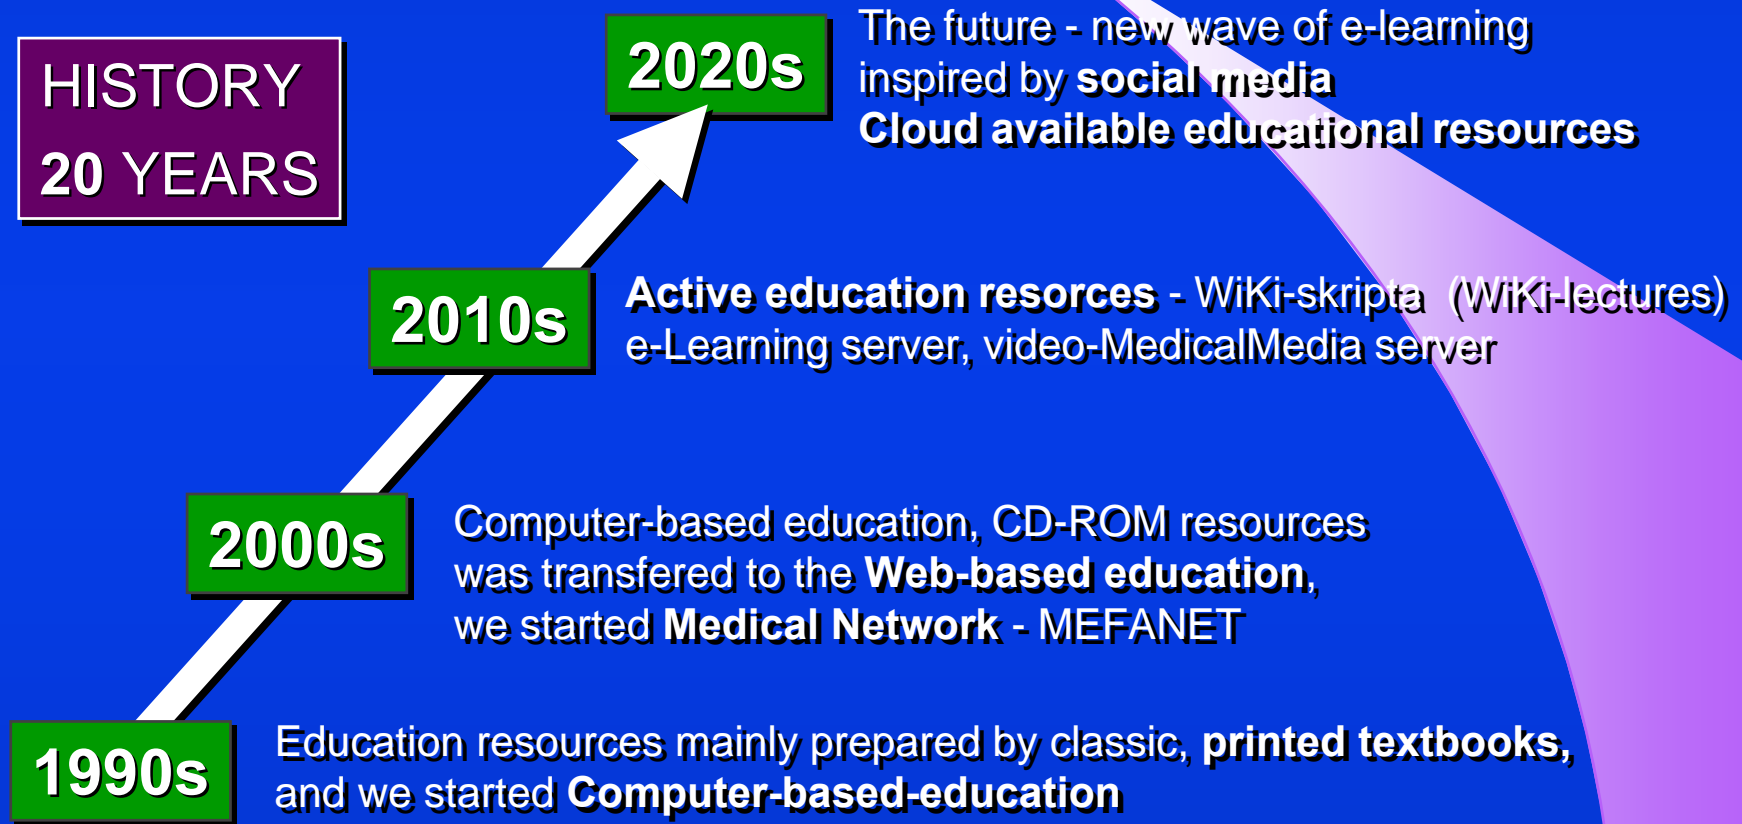 HISTORY
20 YEARS
2020s
The future - new wave of e-learning
inspired by social media
Cloud available educational resources
2010s
Active education resorces - WiKi-skripta (WiKi-lectures)
e-Learning server, video-MedicalMedia server
2000s
Computer-based education, CD-ROM resources
was transfered to the Web-based education,
we started Medical Network - MEFANET
1990s
Education resources mainly prepared by classic, printed textbooks,
and we started Computer-based-education